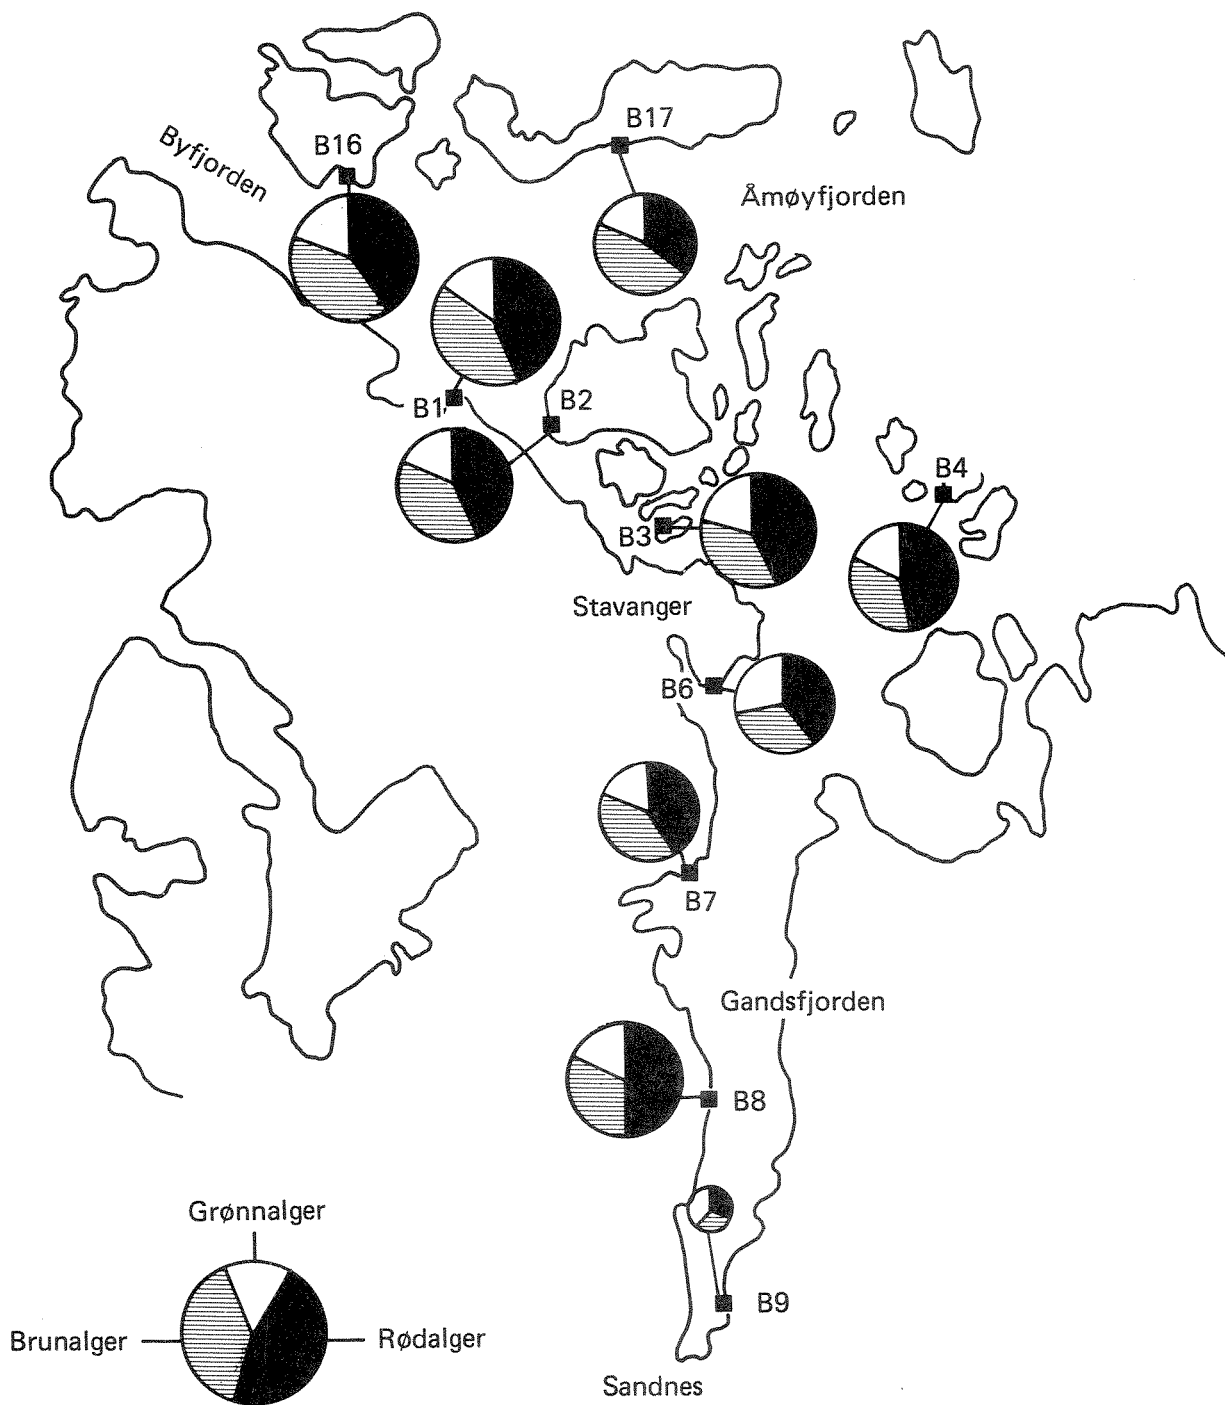 B17
B16
Byfjorden
Åmøyfjorden
B1
B2
B4
B3
Stavanger
B6
B7
Gandsfjorden
B8
Grønnalger
B9
Brunalger
Rødalger
Sandnes